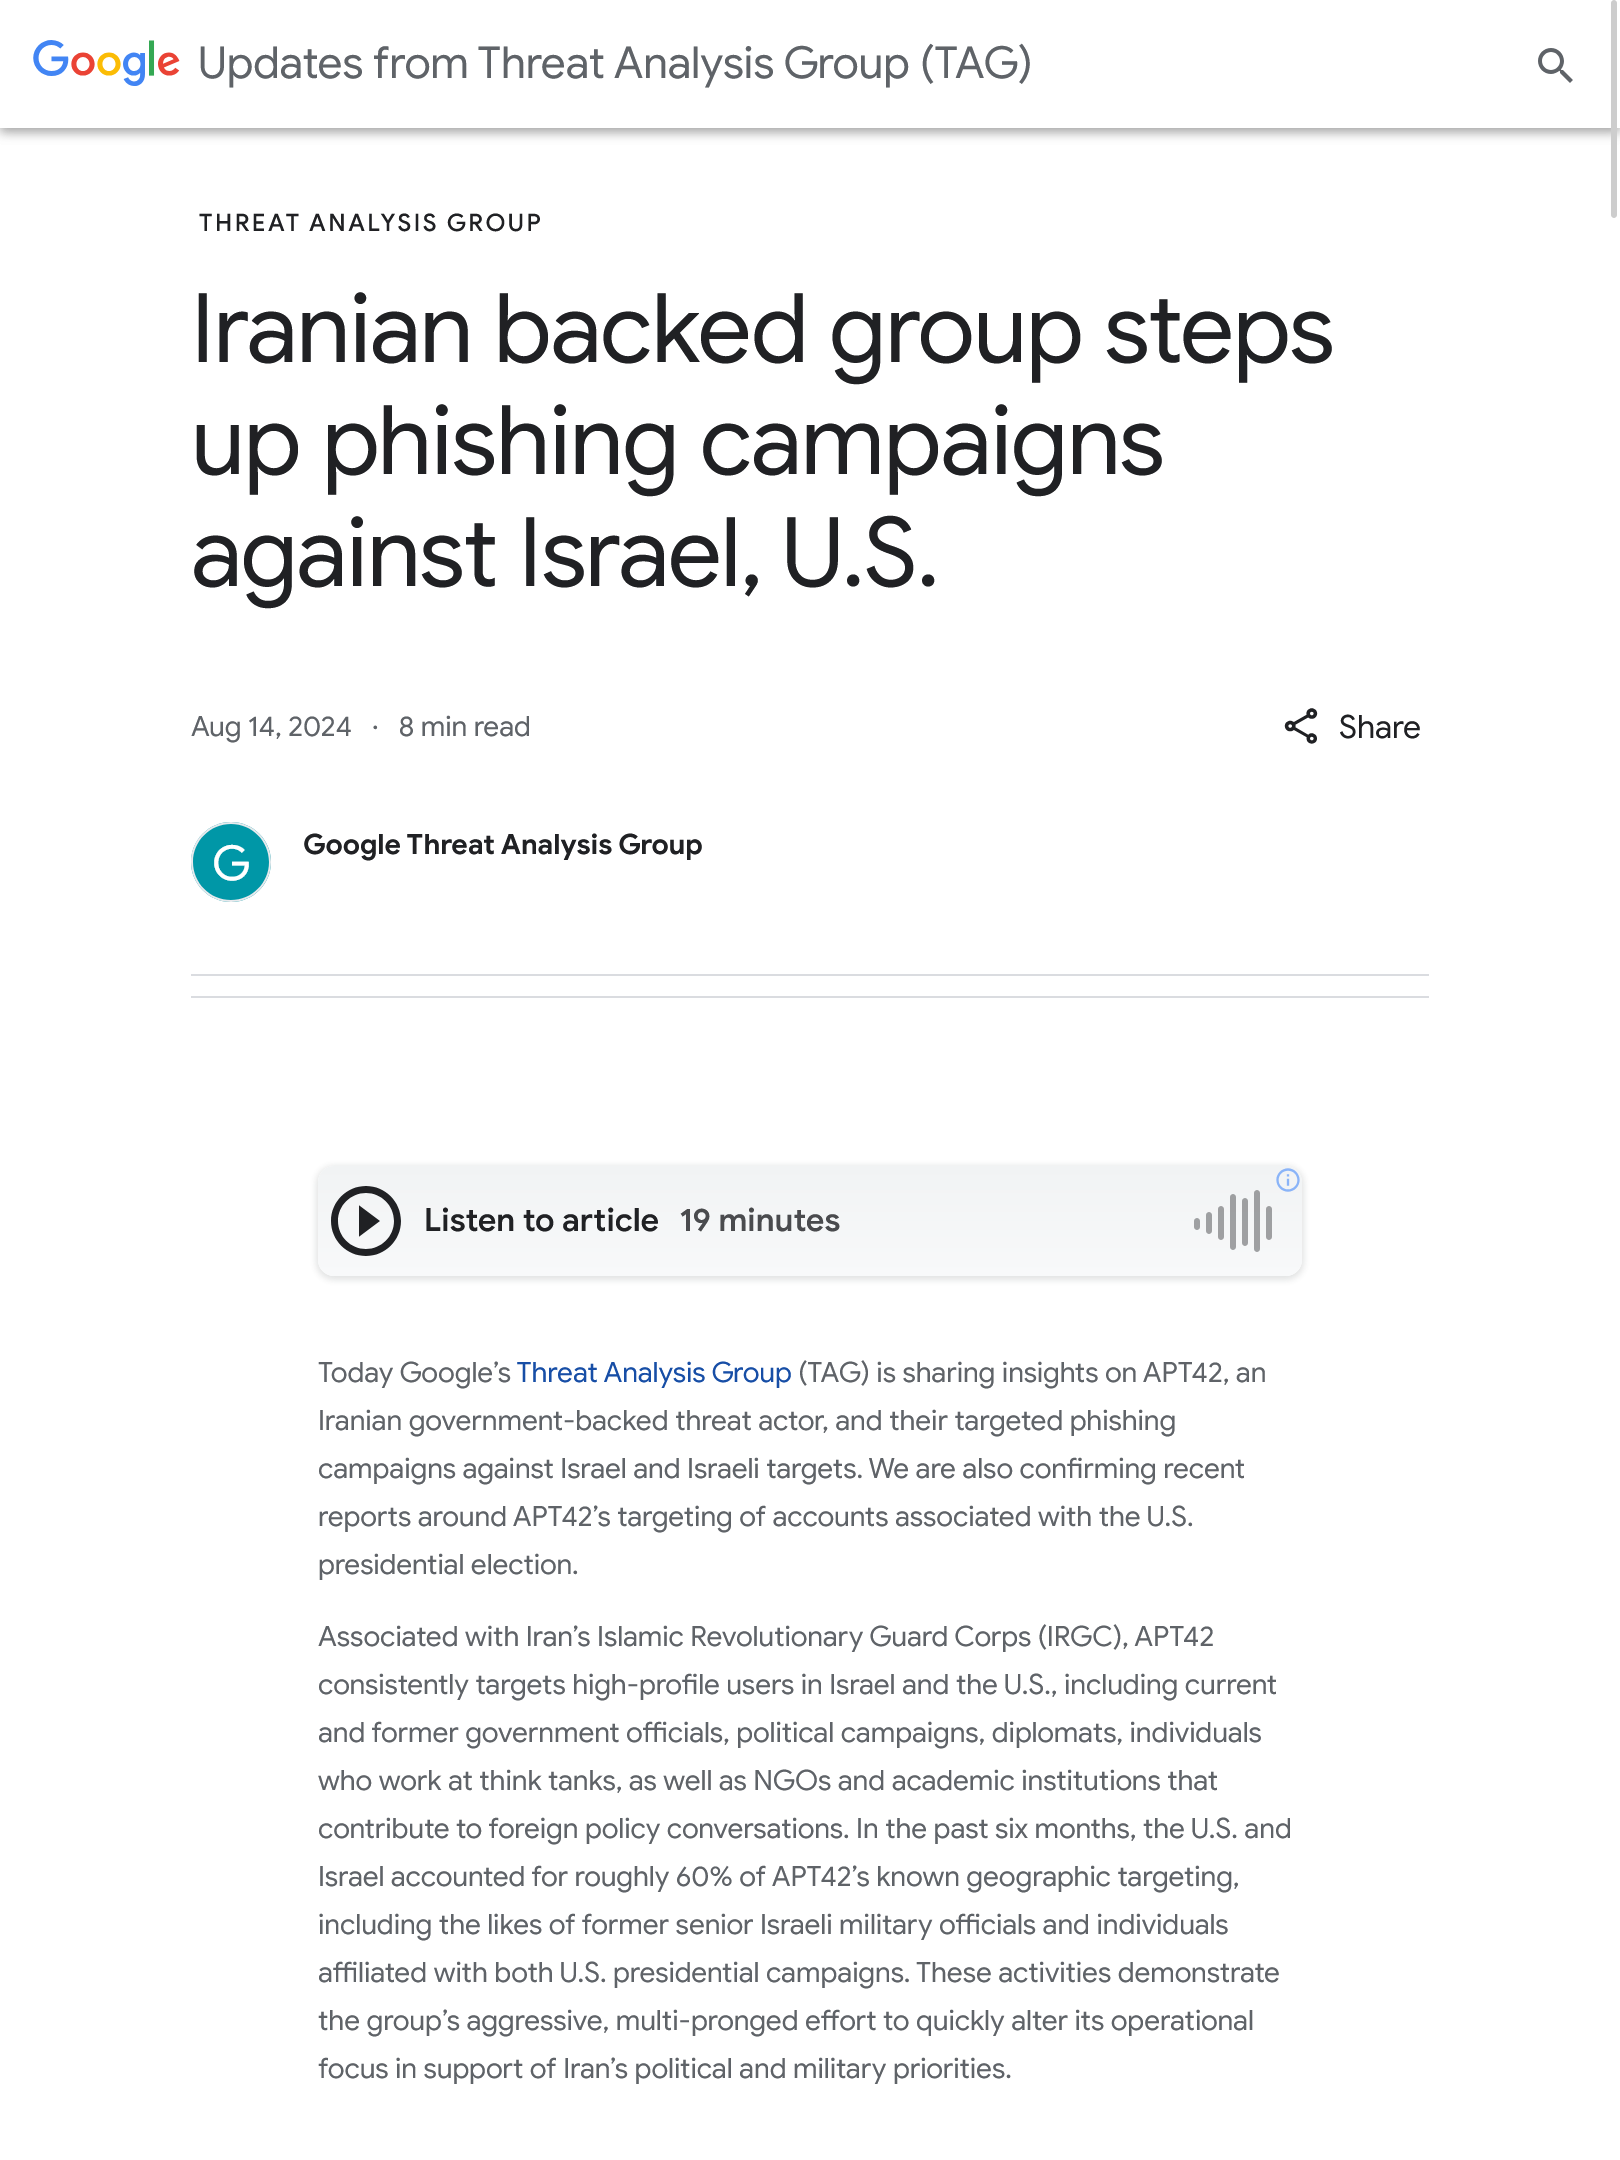 Google Updates from Threat Analysis Group (TAG)
THREAT ANALYSIS GROUP
Iranian backed group steps
up phishing campaigns
against Israel, U.S.
Aug 14, 2024 · 8 min read
Share
G
Google Threat Analysis Group
Listen to article 19 minutes
Today Google’s Threat Analysis Group (TAG) is sharing insights on APT42, an
Iranian government-backed threat actor, and their targeted phishing
campaigns against Israel and Israeli targets. We are also confirming recent
reports around APT42’s targeting of accounts associated with the U.S.
presidential election.
Associated with Iran’s Islamic Revolutionary Guard Corps (IRGC), APT42
consistently targets high-profile users in Israel and the U.S., including current
and former government officials, political campaigns, diplomats, individuals
who work at think tanks, as well as NGOs and academic institutions that
contribute to foreign policy conversations. In the past six months, the U.S. and
Israel accounted for roughly 60% of APT42’s known geographic targeting,
including the likes of former senior Israeli military officials and individuals
affiliated with both U.S. presidential campaigns. These activities demonstrate
the group’s aggressive, multi-pronged effort to quickly alter its operational
focus in support of Iran’s political and military priorities.